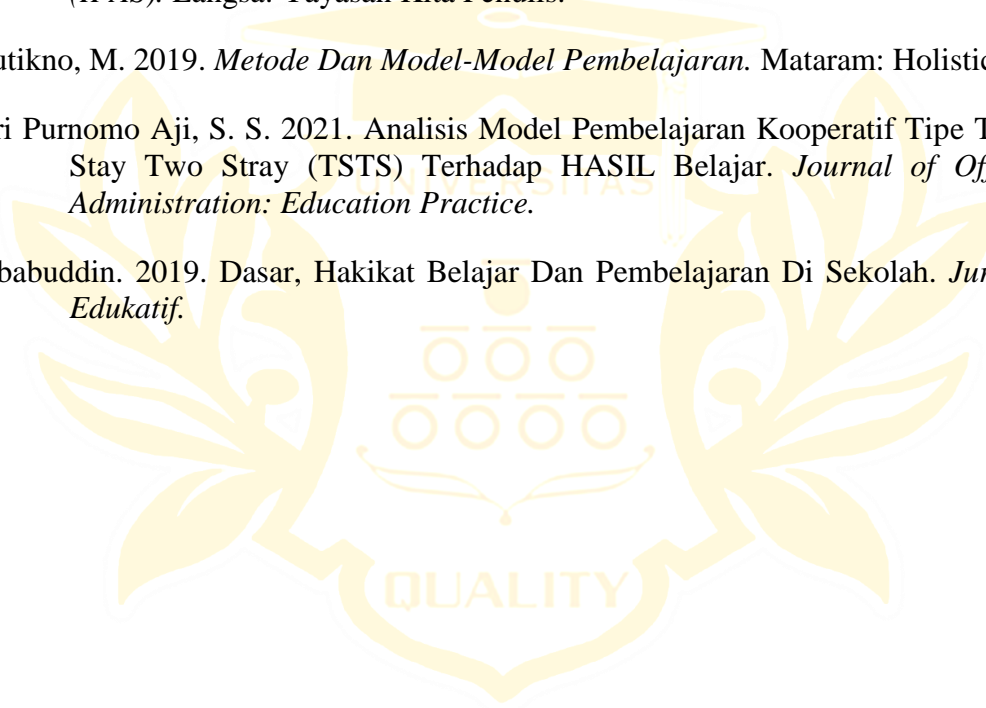 (IPAS). Langsa: Yayasan Kita Penulis.
utikno, M. 2019. Metode Dan Model-Model Pembelajaran. Mataram: Holistic
ri Purnomo Aji, S. S. 2021. Analisis Model Pembelajaran Kooperatif Tipe T
Stay Two Stray (TSTS) Terhadap HASIL Belajar. Journal of Off
Administration: Education Practice.
babuddin. 2019. Dasar, Hakikat Belajar Dan Pembelajaran Di Sekolah. Jur
Edukatif.
UNIVERSITAS
QUALITY